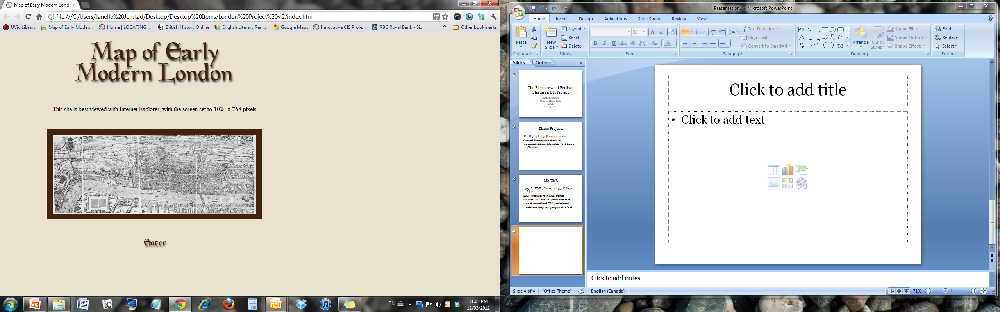 Map of Early Modern Londo
file:///C:/Users/Janelle%20Jenstad/Desktop/Desktop%20Items/London%20Project%20v.2/index.htm
UVic Library
Map of Early Moder...
Home | LOCATING ...
British History Online
English Literary Ren...
Google Maps
Innovative GIS Proje...
RBC Royal Bank - Si...
»
Other bookmarks
Map of Early
Modern London
This site is best viewed with Internet Explorer, with the screen set to 1024 x 768 pixels.
Enter
EN
11:03 PM
12/03/2012
Presentation1 - Microsoft PowerPoint
Home
Insert
Design
Animations
Slide Show
Review
View
Paste
Clipboard
New
Slide
Layout
Reset
Delete
Slides
32
B I U abc S AV Aa A
Font
Text Direction
Align Text
Convert to SmartArt
Paragraph
Arrange
Quick
Styles
Shape Fill
Shape Outline
Shape Effects
Drawing
Find
Replace
Select
Editing
Slides
Outline
1
The Pleasures and Perils of
Starting a DH Project
Janelle Jenstad
Nuts and Bolts Talk
ETCL
Mar. 13, 2012
2
Three Projects
The Map of Early Modern London
Internet Shakespeare Editions
Versioned edition of John Stow's A Survey
of London
3
MoEML
1999 → HTML / "image-mapped" digital
object
2001? (rebuild) → HTML; frames
2006 → XML and TEI; eXist database
2011 → streamlined XML; redesigned
database; map now peripheral (a GUI)
4
Click to add title
• Click to add text
Click to add notes
Slide 4 of 4
"Office Theme"
English (Canada)
71%